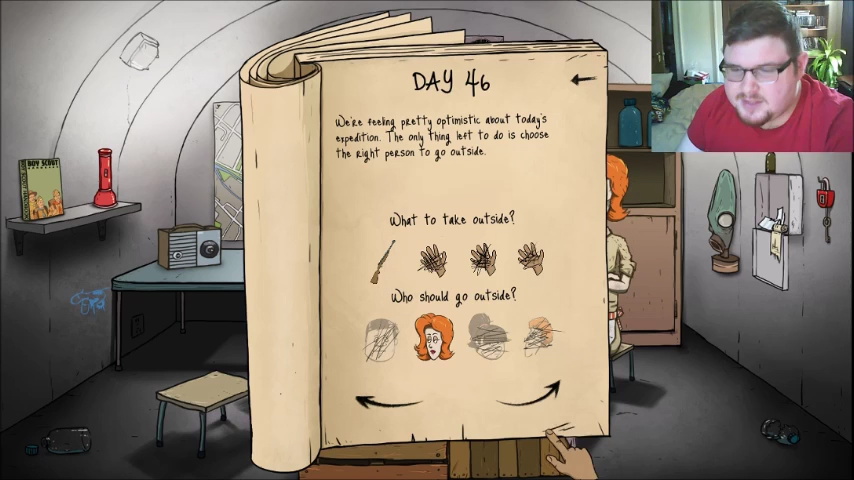 DAY 46
We're feeling pretty optimistic about today's
expedition. The only thing left to do is choose
the right person to go outside.
What to take outside?
Who should go outside?
BOY SCOUT